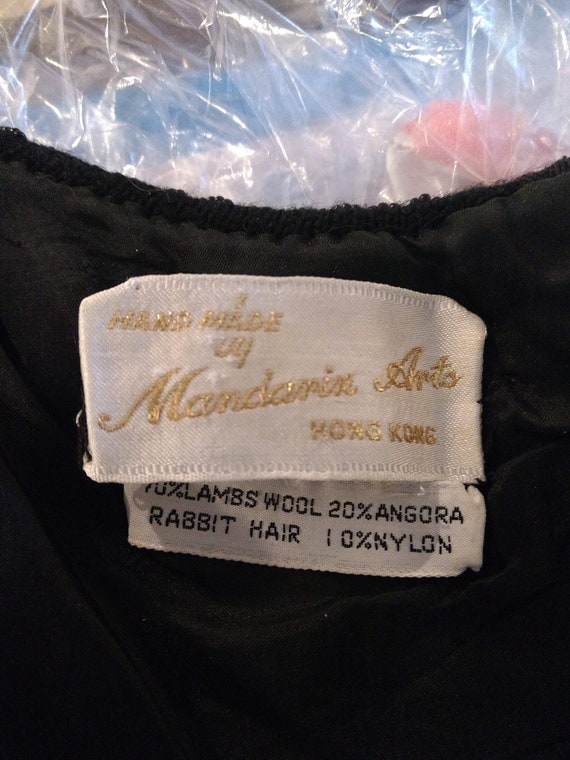 HAND MADE
by
Mandarin Arts
HONG KONG
70%LAMBS WOOL 20%ANGORA
RABBIT HAIR 10%NYLON